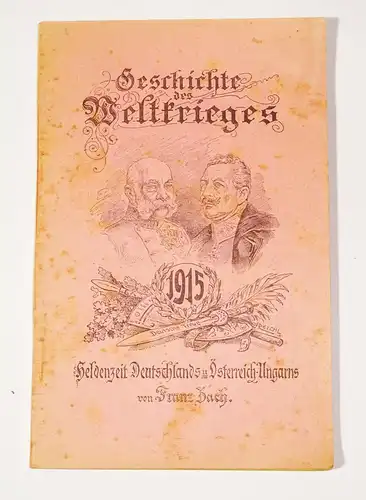 Geschichte
des
Weltkrieges
1915
Heldenzeit Deutschlands u. Österreich-Ungarns
von Franz Zach.